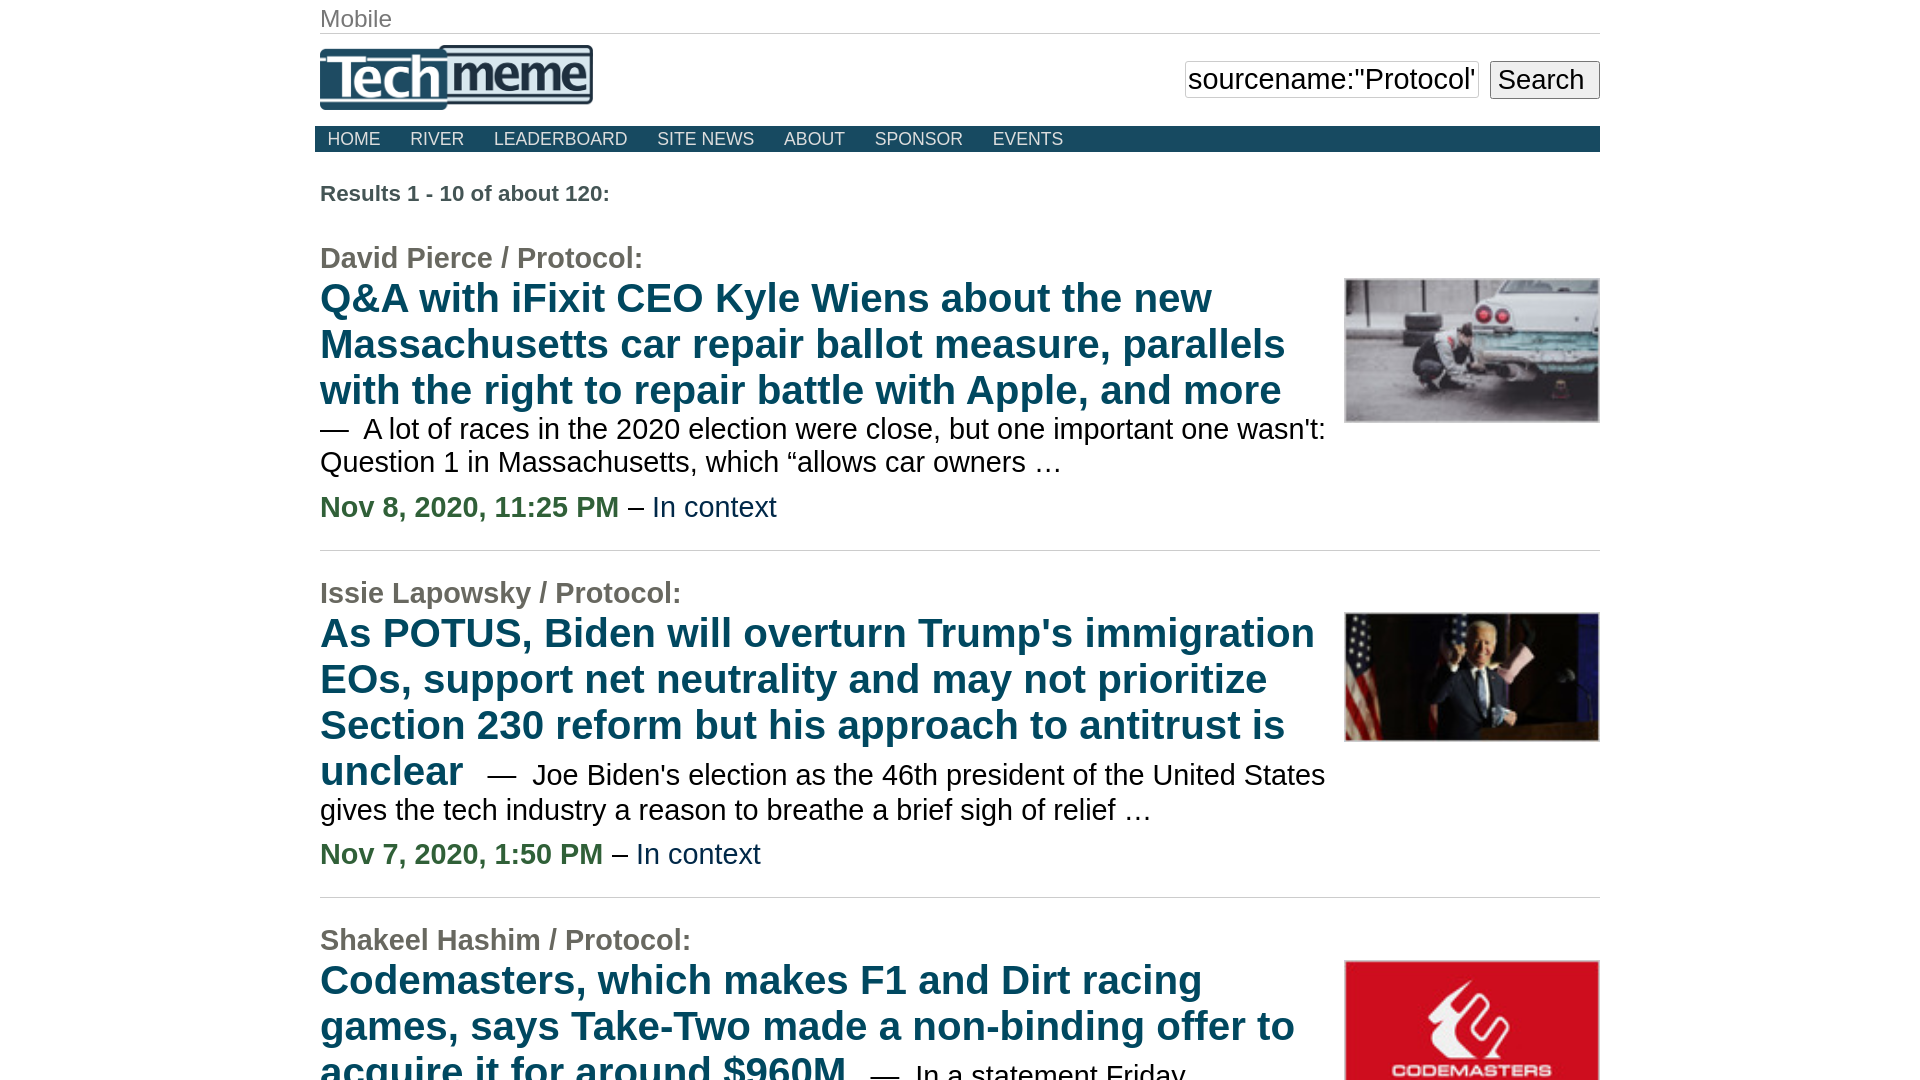 Mobile
Techmeme
sourcename:"Protocol" Search
HOME RIVER LEADERBOARD SITE NEWS ABOUT SPONSOR EVENTS
Results 1 - 10 of about 120:
David Pierce / Protocol:
Q&A with iFixit CEO Kyle Wiens about the new
Massachusetts car repair ballot measure, parallels
with the right to repair battle with Apple, and more
— A lot of races in the 2020 election were close, but one important one wasn't:
Question 1 in Massachusetts, which “allows car owners …
Nov 8, 2020, 11:25 PM – In context
Issie Lapowsky / Protocol:
As POTUS, Biden will overturn Trump's immigration
EOs, support net neutrality and may not prioritize
Section 230 reform but his approach to antitrust is
unclear — Joe Biden's election as the 46th president of the United States
gives the tech industry a reason to breathe a brief sigh of relief …
Nov 7, 2020, 1:50 PM – In context
Shakeel Hashim / Protocol:
Codemasters, which makes F1 and Dirt racing
games, says Take-Two made a non-binding offer to
acquire it for around $960M — In a statement Friday,
CODEMASTERS